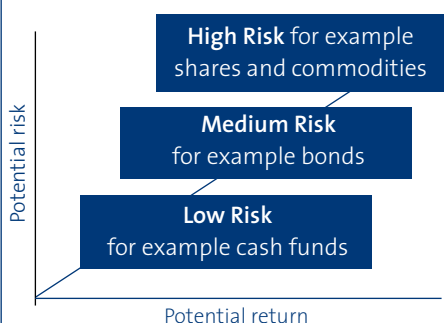 High Risk for example
shares and commodities
Medium Risk
for example bonds
Low Risk
for example cash funds
Potential risk
Potential return